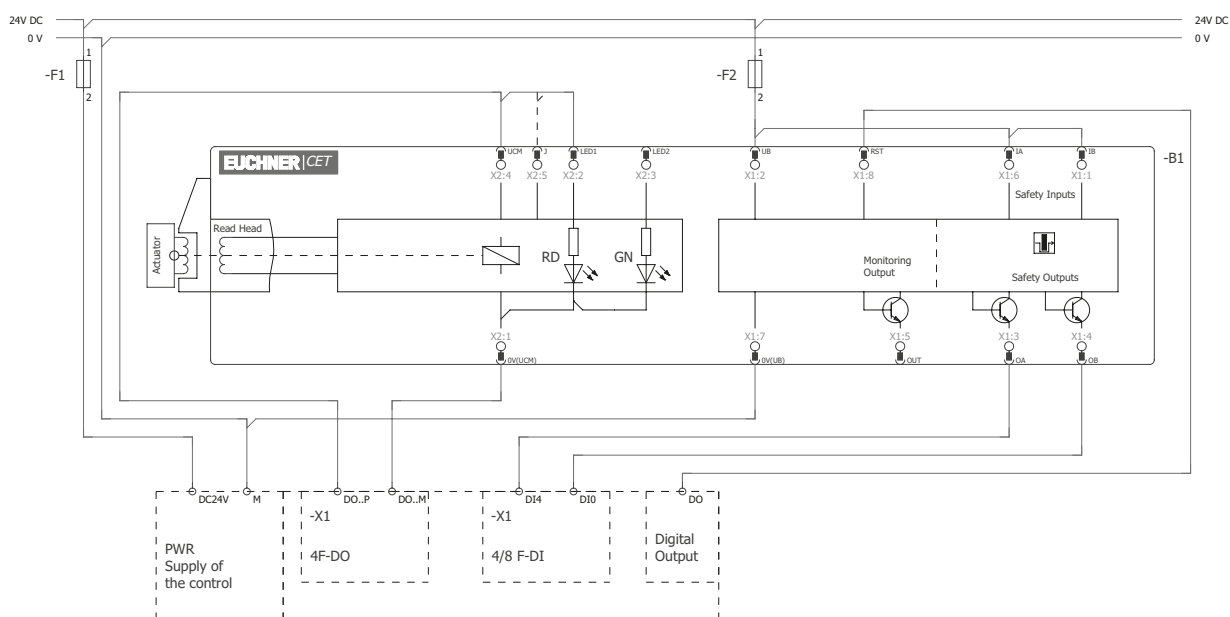 24V DC
24V DC
0 V
0 V
1
1
-F1
-F2
2
2
EUCHNER CET
UCM
J
LED1
LED2
UB
RST
IA
IB
-B1
X2:4
X2:5
X2:2
X2:3
X1:2
X1:8
X1:6
X1:1
Safety Inputs
Actuator
Read Head
RD
GN
Monitoring
Output
Safety Outputs
X2:1
X1:7
X1:5
X1:3
X1:4
0V(UCM)
0V(UB)
OUT
OA
OB
DC24V
M
DO..P
DO..M
DI4
DI0
DO
-X1
-X1
PWR
Supply of
the control
4F-DO
4/8 F-DI
Digital
Output